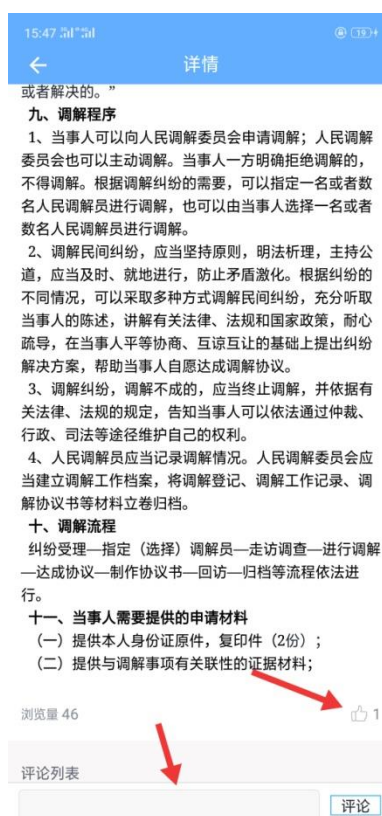 15:47
19
详情
或者解决的。”
九、调解程序
1、当事人可以向人民调解委员会申请调解；人民调解
委员会也可以主动调解。当事人一方明确拒绝调解的，
不得调解。根据调解纠纷的需要，可以指定一名或者数
名人民调解员进行调解，也可以由当事人选择一名或者
数名人民调解员进行调解。
2、调解民间纠纷，应当坚持原则，明法析理，主持公
道，应当及时、就地进行，防止矛盾激化。根据纠纷的
不同情况，可以采取多种方式调解民间纠纷，充分听取
当事人的陈述，讲解有关法律、法规和国家政策，耐心
疏导，在当事人平等协商、互谅互让的基础上提出纠纷
解决方案，帮助当事人自愿达成调解协议。
3、调解纠纷，调解不成的，应当终止调解，并依据有
关法律、法规的规定，告知当事人可以依法通过仲裁、
行政、司法等途径维护自己的权利。
4、人民调解员应当记录调解情况。人民调解委员会应
当建立调解工作档案，将调解登记、调解工作记录、调
解协议书等材料立卷归档。
十、调解流程
纠纷受理—指定（选择）调解员—走访调查—进行调解
—达成协议—制作协议书—回访—归档等流程依法进
行。
十一、当事人需要提供的申请材料
（一）提供本人身份证原件，复印件（2份）；
（二）提供与调解事项有关联性的证据材料；
浏览量 46
1
评论列表
评论